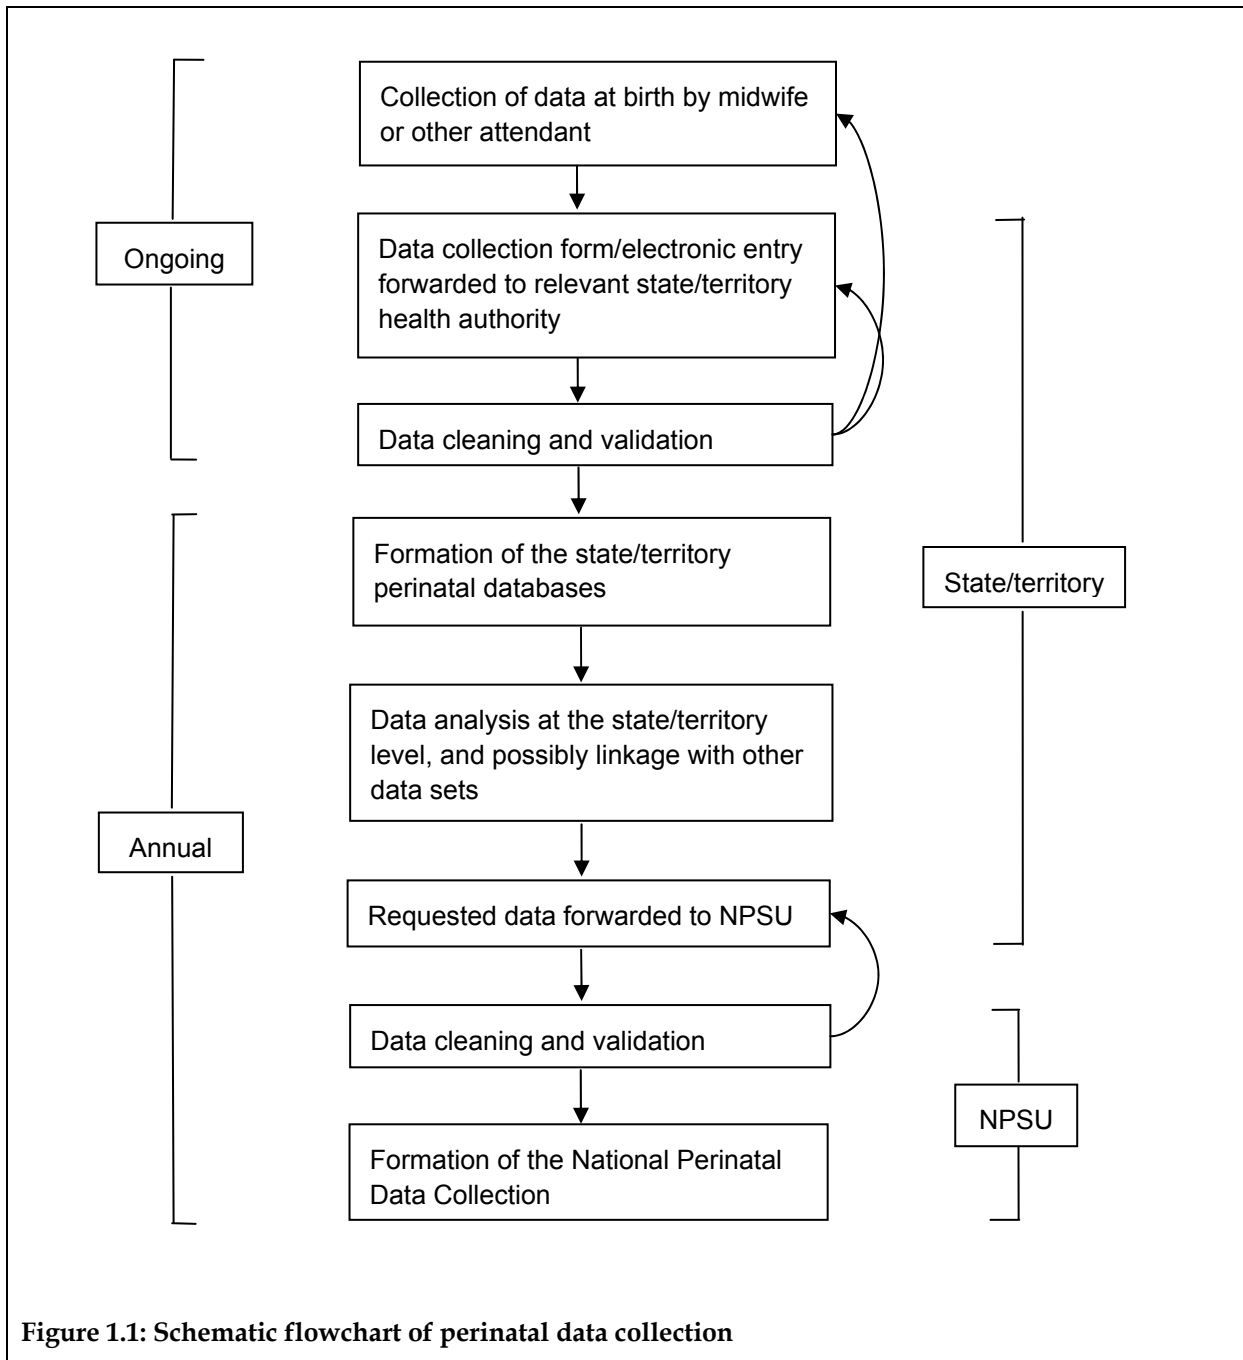 Collection of data at birth by midwife
or other attendant
Ongoing
Data collection form/electronic entry
forwarded to relevant state/territory
health authority
Data cleaning and validation
Formation of the state/territory
perinatal databases
State/territory
Data analysis at the state/territory
level, and possibly linkage with other
data sets
Annual
Requested data forwarded to NPSU
Data cleaning and validation
NPSU
Formation of the National Perinatal
Data Collection
Figure 1.1: Schematic flowchart of perinatal data collection